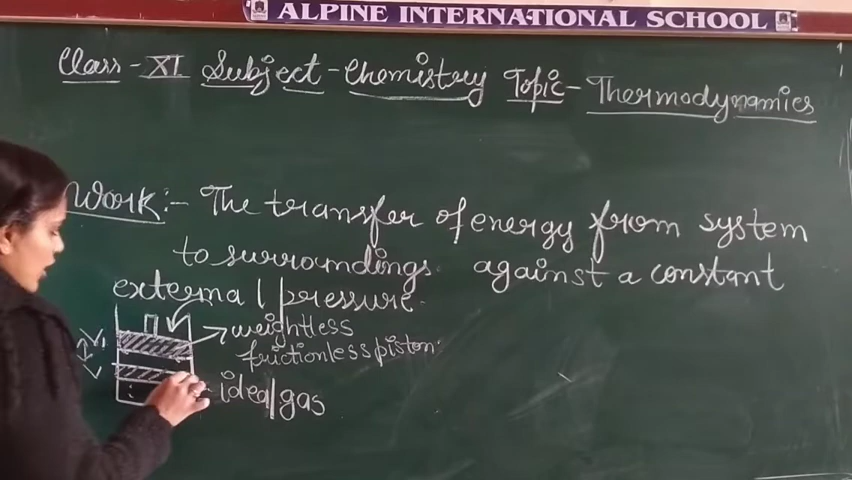 ALPINE INTERNATIONAL SCHOOL
Class - XI Subject - Chemistry Topic - Thermodynamics
Work :- The transfer of energy from system
to surroundings against a constant
external pressure.
weightless
frictionless piston
V1
V
ideal gas